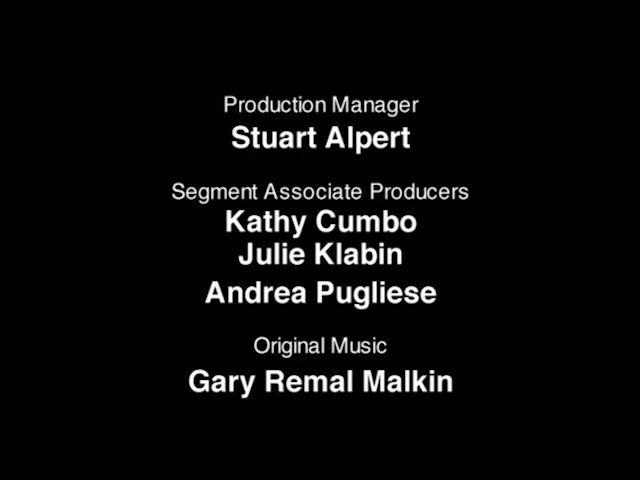 Production Manager
Stuart Alpert
Segment Associate Producers
Kathy Cumbo
Julie Klabin
Andrea Pugliese
Original Music
Gary Remal Malkin